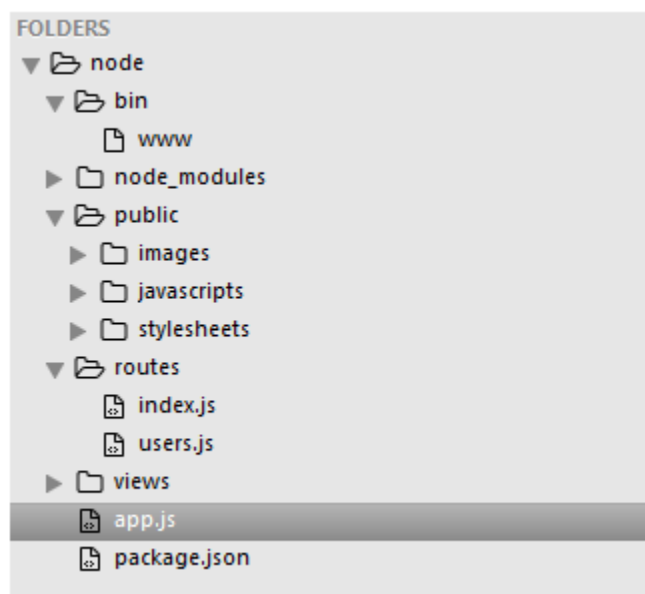 FOLDERS
node
bin
www
node_modules
public
images
javascripts
stylesheets
routes
index.js
users.js
views
app.js
package.json